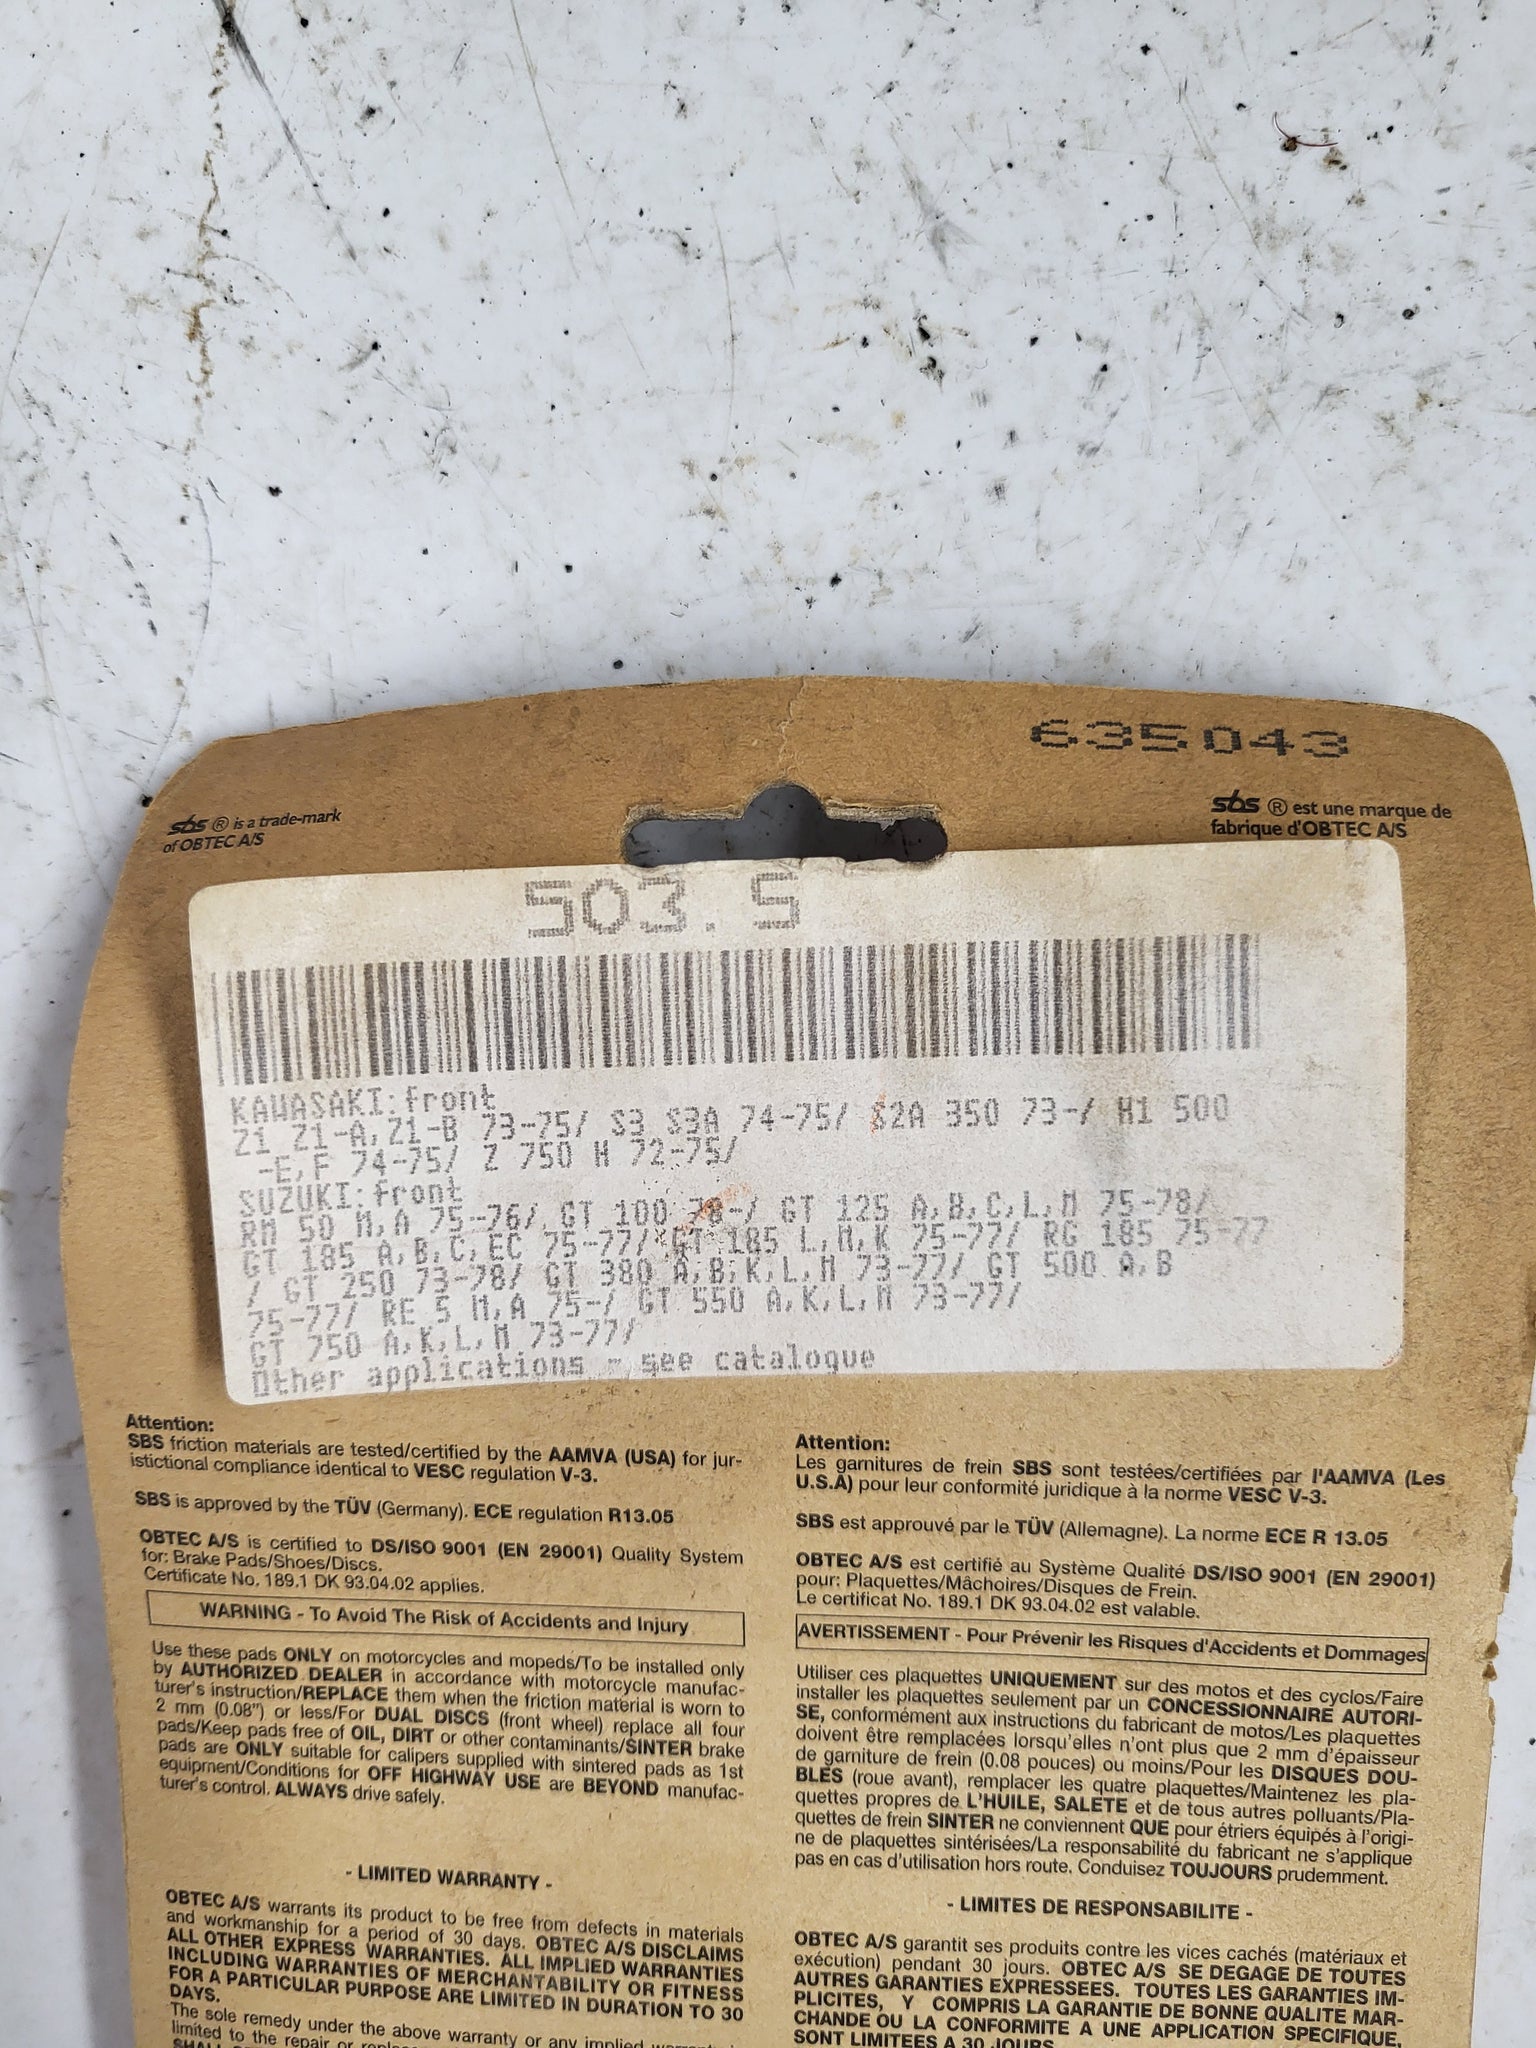 635043
sbs ® is a trade-mark
of OBTEC A/S
sbs ® est une marque de
fabrique d'OBTEC A/S
503.S
KAWASAKI:front
Z1 Z1-A,Z1-B 73-75/ S3 S3A 74-75/ S2A 350 73-/ H1 500
-E,F 74-75/ Z 750 H 72-75/
SUZUKI:front
RM 50 M,A 75-76/ GT 100 78-/ GT 125 A,B,C,L,M 75-78/
GT 185 A,B,C,EC 75-77/ GT 185 L,M,K 75-77/ RG 185 75-77
/ GT 250 73-78/ GT 380 A,B,K,L,M 73-77/ GT 500 A,B
75-77/ RE 5 M,A 75-/ GT 550 A,K,L,M 73-77/
GT 750 A,K,L,M 73-77/
Other applications - see catalogue
Attention:
SBS friction materials are tested/certified by the AAMVA (USA) for jur-
istictional compliance identical to VESC regulation V-3.
SBS is approved by the TÜV (Germany). ECE regulation R13.05
OBTEC A/S is certified to DS/ISO 9001 (EN 29001) Quality System
for: Brake Pads/Shoes/Discs.
Certificate No. 189.1 DK 93.04.02 applies.
WARNING - To Avoid The Risk of Accidents and Injury
Use these pads ONLY on motorcycles and mopeds/To be installed only
by AUTHORIZED DEALER in accordance with motorcycle manufac-
turer's instruction/REPLACE them when the friction material is worn to
2 mm (0.08") or less/For DUAL DISCS (front wheel) replace all four
pads/Keep pads free of OIL, DIRT or other contaminants/SINTER brake
pads are ONLY suitable for calipers supplied with sintered pads as 1st
equipment/Conditions for OFF HIGHWAY USE are BEYOND manufac-
turer's control. ALWAYS drive safely.
- LIMITED WARRANTY -
OBTEC A/S warrants its product to be free from defects in materials
and workmanship for a period of 30 days. OBTEC A/S DISCLAIMS
ALL OTHER EXPRESS WARRANTIES. ALL IMPLIED WARRANTIES
INCLUDING WARRANTIES OF MERCHANTABILITY OR FITNESS
FOR A PARTICULAR PURPOSE ARE LIMITED IN DURATION TO 30
DAYS.
The sole remedy under the above warranty or any implied
limited to the repair or
Attention:
Les garnitures de frein SBS sont testées/certifiées par l'AAMVA (Les
U.S.A) pour leur conformité juridique à la norme VESC V-3.
SBS est approuvé par le TÜV (Allemagne). La norme ECE R 13.05
OBTEC A/S est certifié au Système Qualité DS/ISO 9001 (EN 29001)
pour: Plaquettes/Mâchoires/Disques de Frein.
Le certificat No. 189.1 DK 93.04.02 est valable.
AVERTISSEMENT - Pour Prévenir les Risques d'Accidents et Dommages
Utiliser ces plaquettes UNIQUEMENT sur des motos et des cyclos/Faire
installer les plaquettes seulement par un CONCESSIONNAIRE AUTORI-
SE, conformément aux instructions du fabricant de motos/Les plaquettes
doivent être remplacées lorsqu'elles n'ont plus que 2 mm d'épaisseur
de garniture de frein (0.08 pouces) ou moins/Pour les DISQUES DOU-
BLES (roue avant), remplacer les quatre plaquettes/Maintenez les pla-
quettes propres de L'HUILE, SALETE et de tous autres polluants/Pla-
quettes de frein SINTER ne conviennent QUE pour étriers équipés à l'origi-
ne de plaquettes sintérisées/La responsabilité du fabricant ne s'applique
pas en cas d'utilisation hors route. Conduisez TOUJOURS prudemment.
- LIMITES DE RESPONSABILITE -
OBTEC A/S garantit ses produits contre les vices cachés (matériaux et
exécution) pendant 30 jours. OBTEC A/S SE DEGAGE DE TOUTES
AUTRES GARANTIES EXPRESSEES. TOUTES LES GARANTIES IM-
PLICITES, Y COMPRIS LA GARANTIE DE BONNE QUALITE MAR-
CHANDE OU LA CONFORMITE A UNE APPLICATION SPECIFIQUE,
SONT LIMITEES A 30 JOURS.